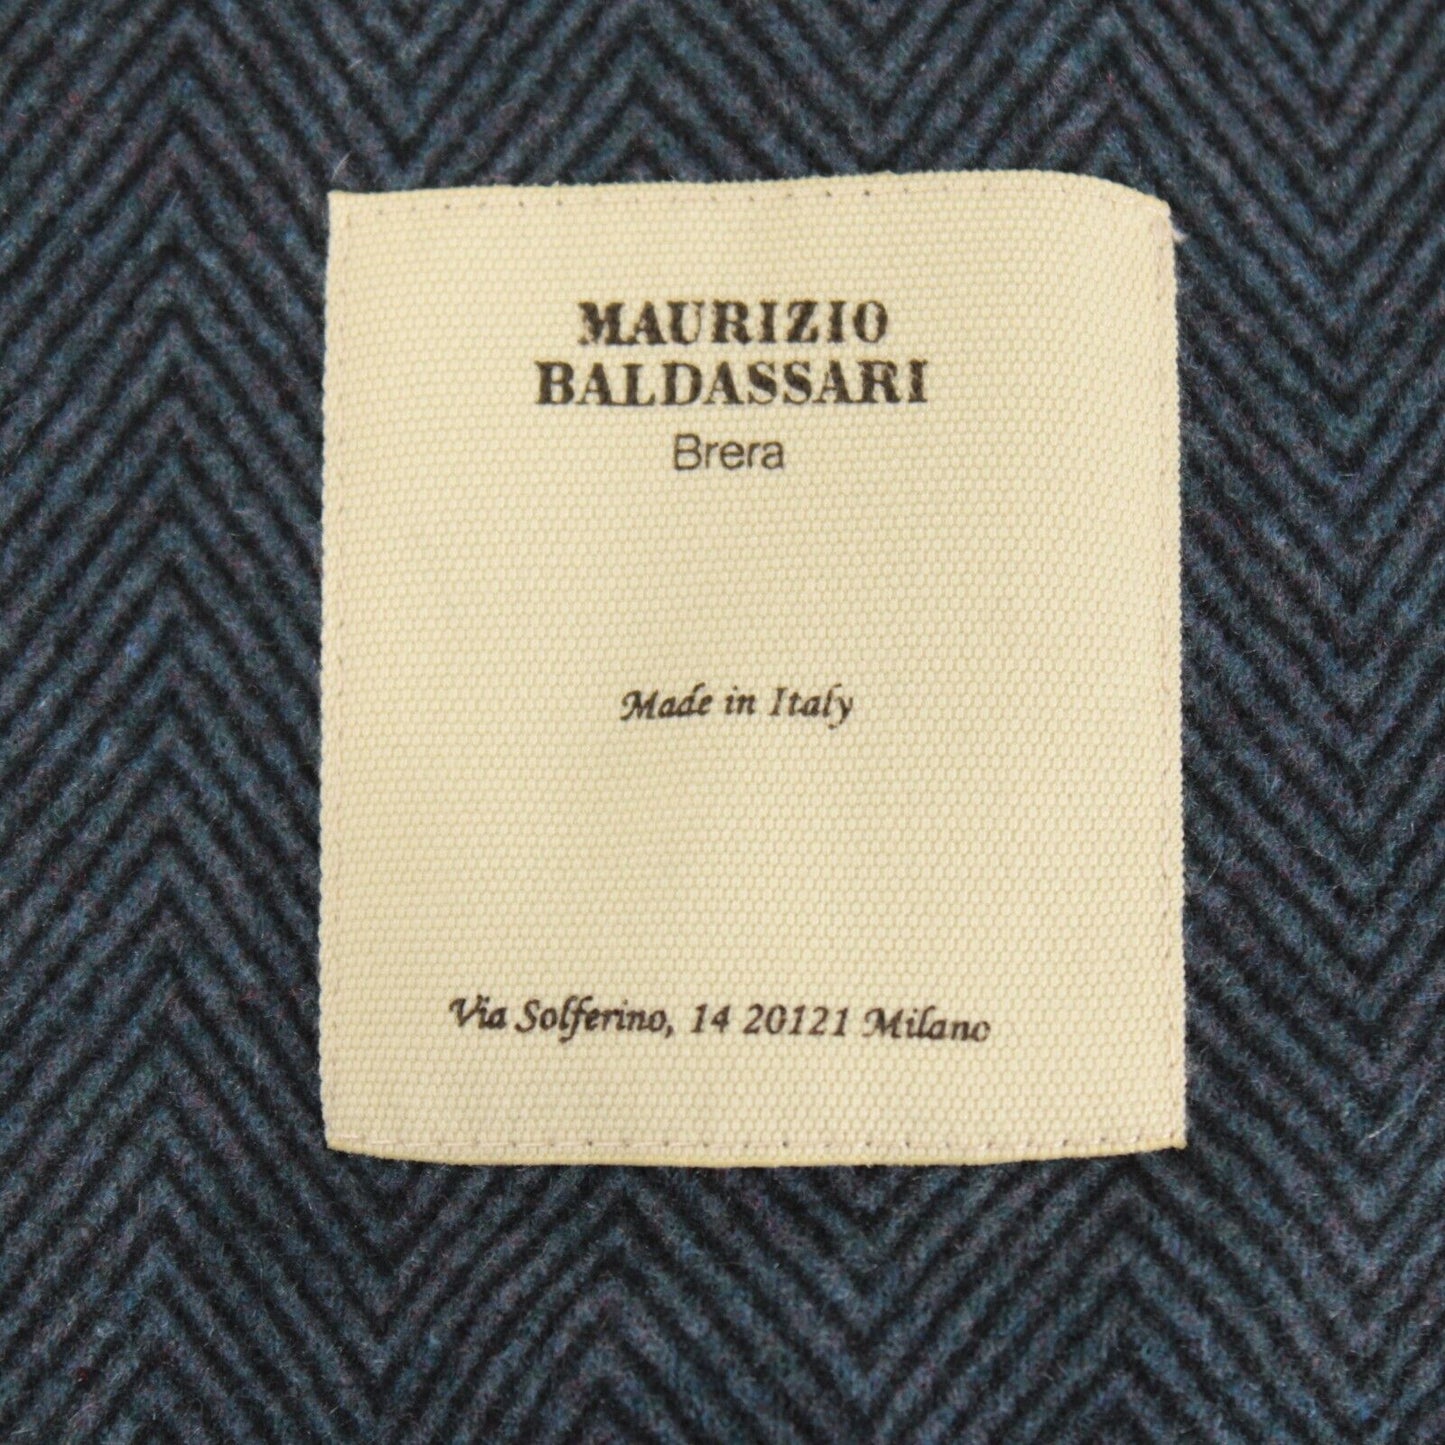 MAURIZIO
BALDASSARI
Brera
Made in Italy
Via Solferino, 14 20121 Milano